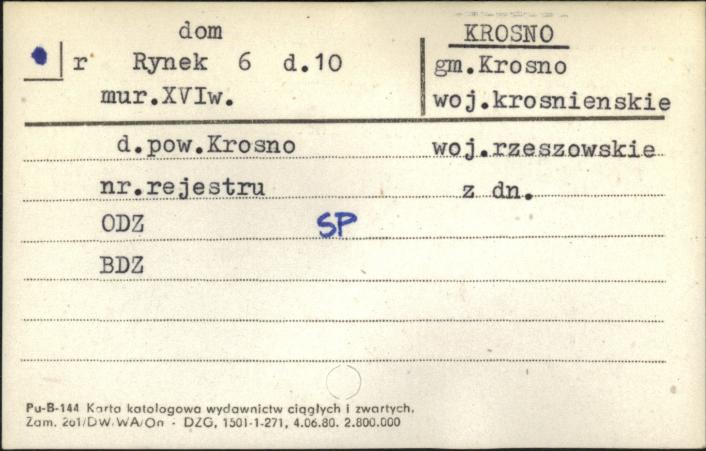 dom
KROSNO
r Rynek 6 d.10
gm.Krosno
mur.XVIw.
woj.krosnienskie
d.pow.Krosno woj.rzeszowskie
nr.rejestru z dn.
ODZ SP
BDZ
Pu-B-144 Karta katologowa wydawnictw ciągłych i zwartych.
Zam. 261/DW.WA/On - DZG, 1501-1-271, 4.06.80. 2.800.000